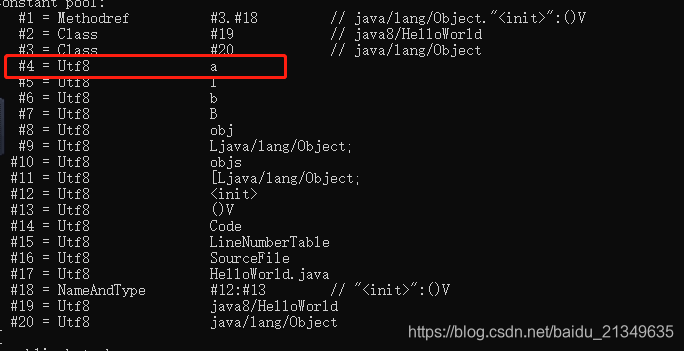 Constant pool:
#1 = Methodref #3.#18 // java/lang/Object."<init>":()V
#2 = Class #19 // java8/HelloWorld
#3 = Class #20 // java/lang/Object
#4 = Utf8 a
#5 = Utf8 I
#6 = Utf8 b
#7 = Utf8 B
#8 = Utf8 obj
#9 = Utf8 Ljava/lang/Object;
#10 = Utf8 objs
#11 = Utf8 [Ljava/lang/Object;
#12 = Utf8 <init>
#13 = Utf8 ()V
#14 = Utf8 Code
#15 = Utf8 LineNumberTable
#16 = Utf8 SourceFile
#17 = Utf8 HelloWorld.java
#18 = NameAndType #12:#13 // "<init>":()V
#19 = Utf8 java8/HelloWorld
#20 = Utf8 java/lang/Object
https://blog.csdn.net/baidu_21349635